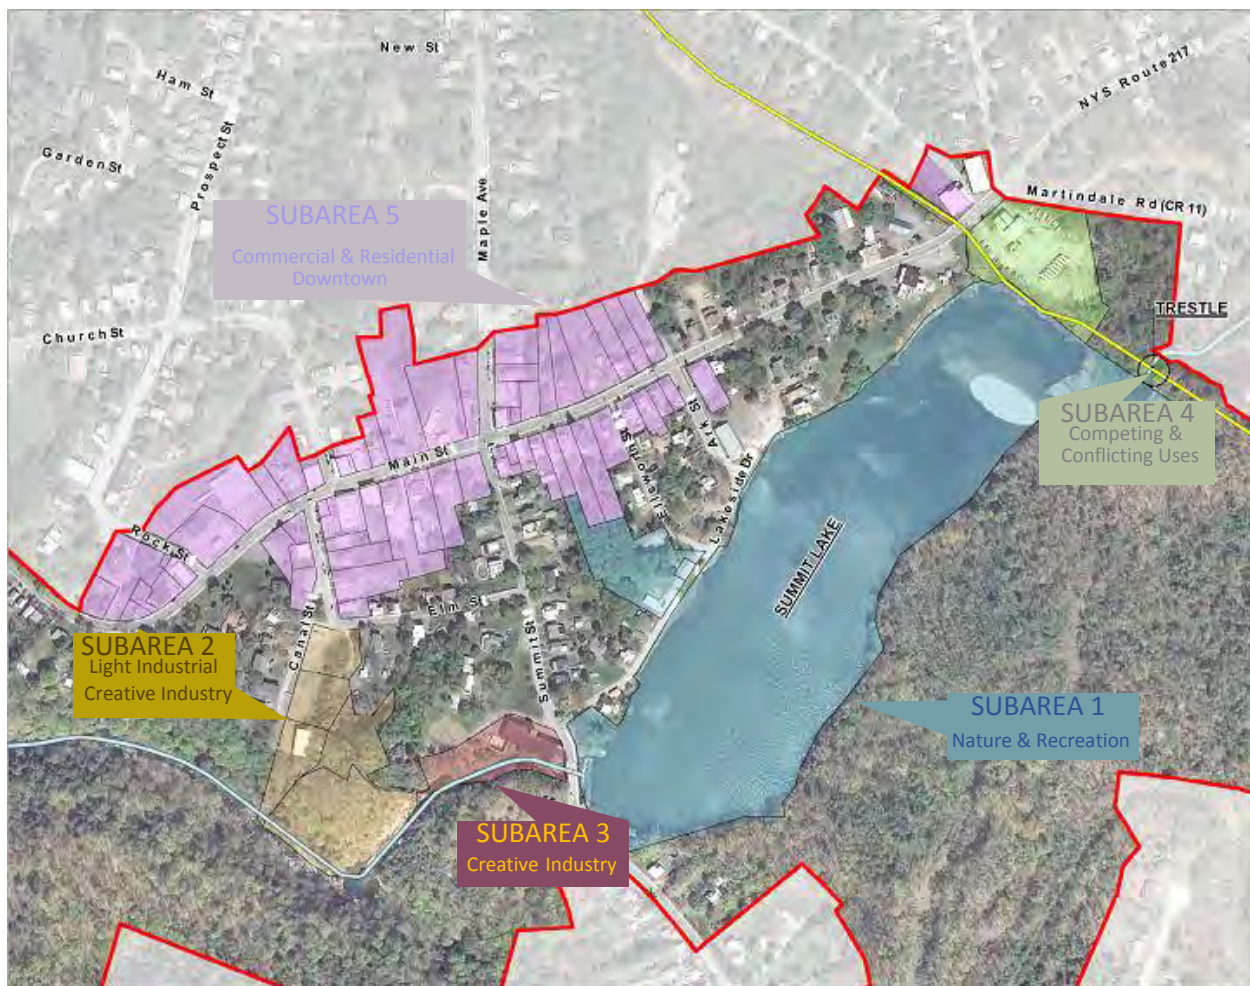 New St
Ham St
NYS Route 217
Garden St
Prospect St
Maple Ave
Martindale Rd (CR 11)
SUBAREA 5
Commercial & Residential
Downtown
Church St
TRESTLE
SUBAREA 4
Competing &
Conflicting Uses
Main St
Ark St
Ellsworth St
Lakeside Dr
Rock St
SUMMIT LAKE
Elm St
Canal St
Summit St
SUBAREA 2
Light Industrial
Creative Industry
SUBAREA 1
Nature & Recreation
SUBAREA 3
Creative Industry